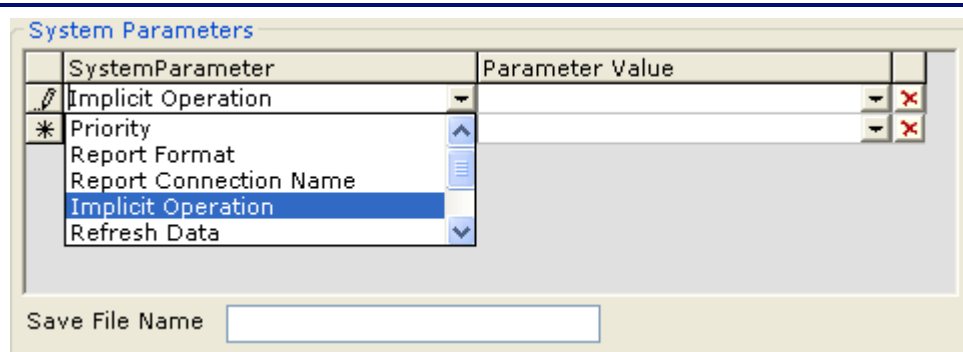 System Parameters
SystemParameter Parameter Value
Implicit Operation
Priority
Report Format
Report Connection Name
Implicit Operation
Refresh Data
Save File Name